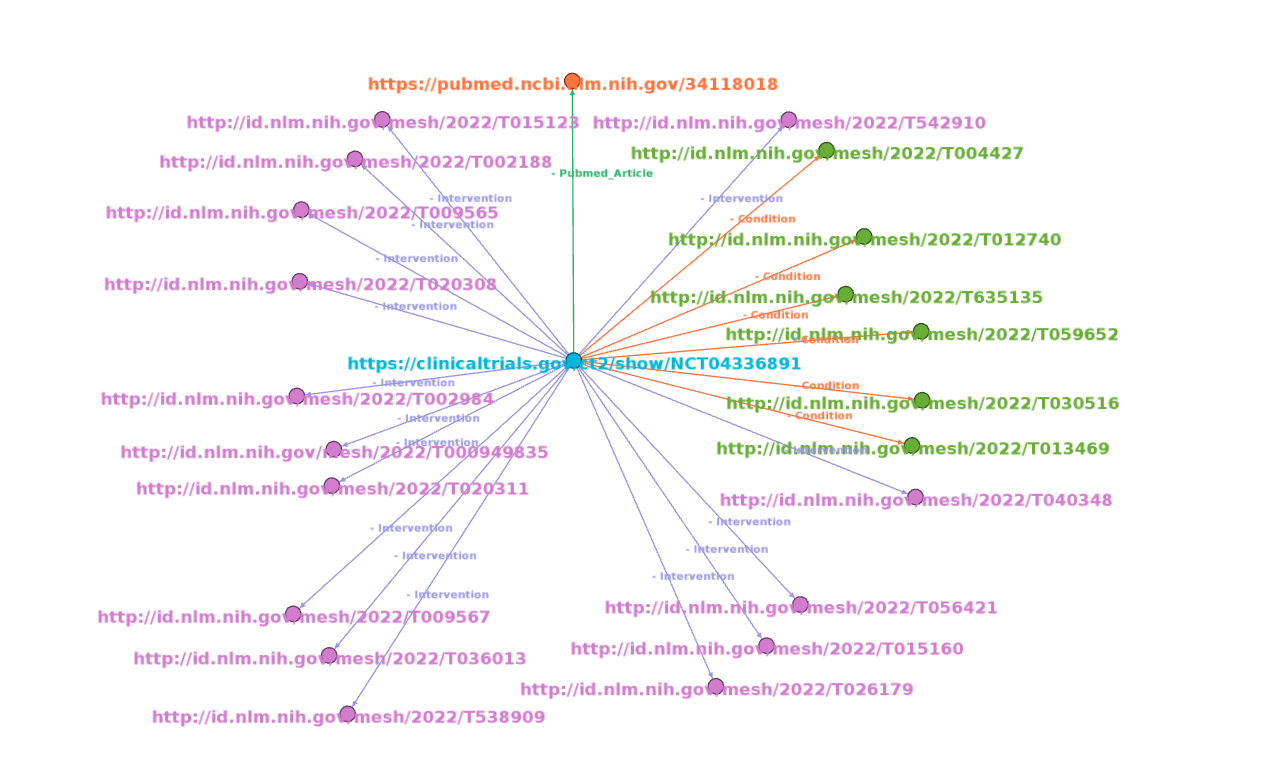 https://pubmed.ncbi.nlm.nih.gov/34118018
http://id.nlm.nih.gov/mesh/2022/T015123
http://id.nlm.nih.gov/mesh/2022/T542910
http://id.nlm.nih.gov/mesh/2022/T004427
http://id.nlm.nih.gov/mesh/2022/T002188
- Pubmed_Article
- Intervention
- Intervention
http://id.nlm.nih.gov/mesh/2022/T009565
- Condition
- Intervention
http://id.nlm.nih.gov/mesh/2022/T012740
- Intervention
- Condition
http://id.nlm.nih.gov/mesh/2022/T020308
http://id.nlm.nih.gov/mesh/2022/T635135
- Intervention
- Condition
http://id.nlm.nih.gov/mesh/2022/T059652
- Condition
https://clinicaltrials.gov/ct2/show/NCT04336891
- Intervention
- Condition
http://id.nlm.nih.gov/mesh/2022/T002984
http://id.nlm.nih.gov/mesh/2022/T030516
- Intervention
- Condition
- Intervention
http://id.nlm.nih.gov/mesh/2022/T013469
http://id.nlm.nih.gov/mesh/2022/T000949835
- Intervention
http://id.nlm.nih.gov/mesh/2022/T020311
http://id.nlm.nih.gov/mesh/2022/T040348
- Intervention
- Intervention
- Intervention
- Intervention
- Intervention
- Intervention
http://id.nlm.nih.gov/mesh/2022/T056421
http://id.nlm.nih.gov/mesh/2022/T009567
http://id.nlm.nih.gov/mesh/2022/T015160
http://id.nlm.nih.gov/mesh/2022/T036013
http://id.nlm.nih.gov/mesh/2022/T026179
http://id.nlm.nih.gov/mesh/2022/T538909